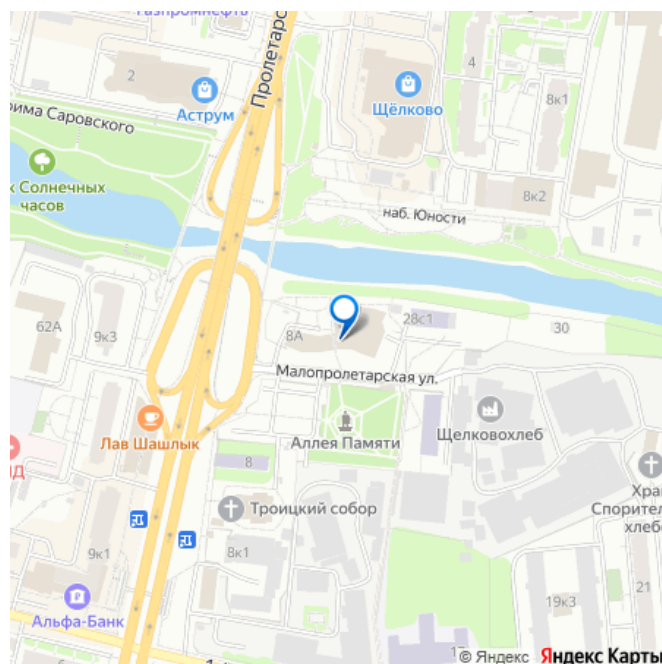 Газпромнефть
2
Пролетарс
4
Щёлково
8к1
Аструм
рима Саровского
к Солнечных
часов
8к2
наб. Юности
62А
9к3
8А
28с1
30
Малопролетарская ул.
Лав Шашлык
Аллея Памяти
Щелковохлеб
8
Троицкий собор
Хра
Спорител
хлебо
9к1
8к1
Альфа-Банк
19к3
21
© Яндекс Яндекс Карты